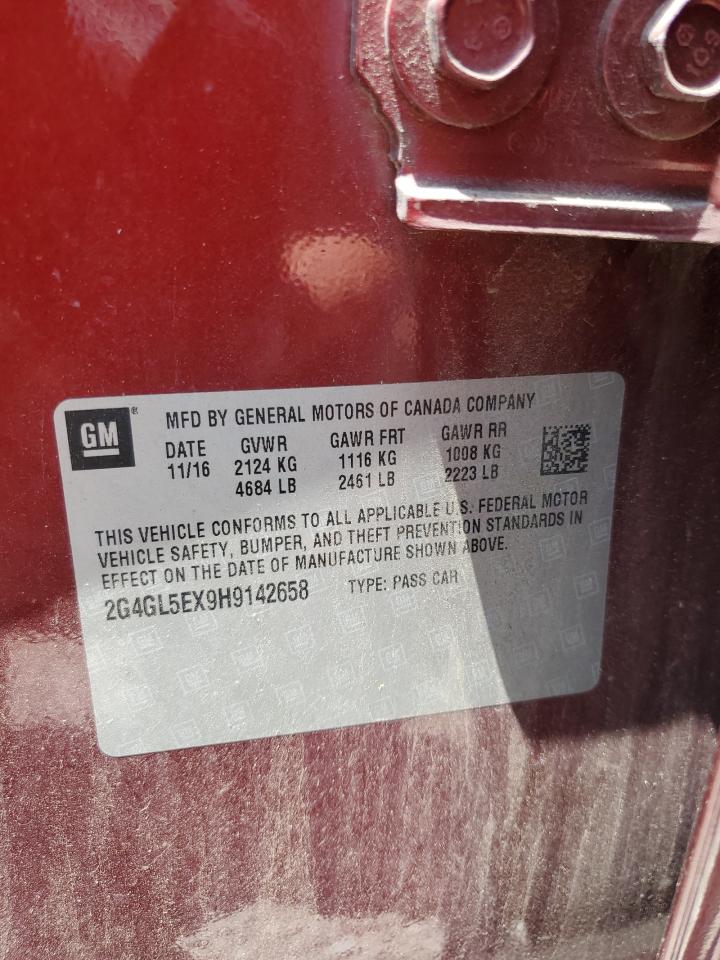 GM ®
MFD BY GENERAL MOTORS OF CANADA COMPANY
DATE GVWR GAWR FRT GAWR RR
11/16 2124 KG 1116 KG 1008 KG
4684 LB 2461 LB 2223 LB
THIS VEHICLE CONFORMS TO ALL APPLICABLE U.S. FEDERAL MOTOR
VEHICLE SAFETY, BUMPER, AND THEFT PREVENTION STANDARDS IN
EFFECT ON THE DATE OF MANUFACTURE SHOWN ABOVE.
2G4GL5EX9H9142658 TYPE: PASS CAR